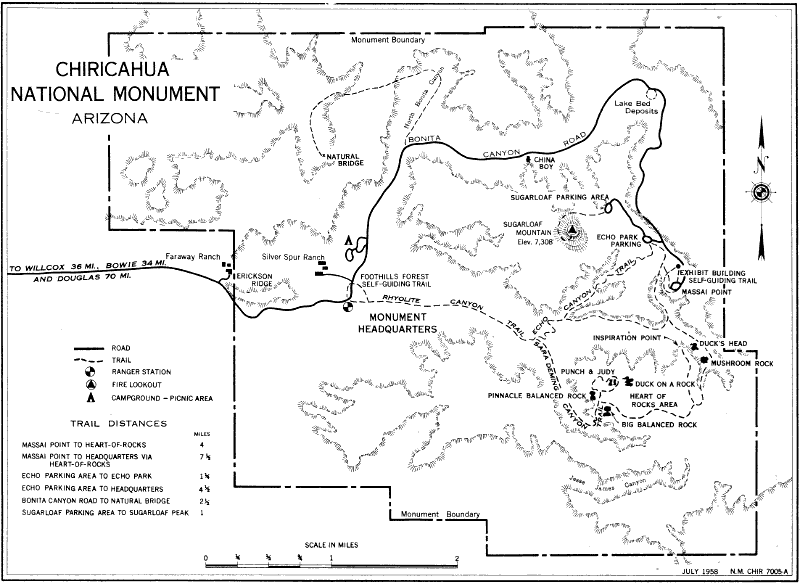 CHIRICAHUA
NATIONAL MONUMENT
ARIZONA
Monument Boundary
North Bonita
NATURAL
BRIDGE
BONITA
CANYON
ROAD
CHINA
BOY
Lake Bed
Deposits
N
SUGARLOAF PARKING AREA
SUGARLOAF
MOUNTAIN
Elev. 7,308
ECHO PARK
PARKING
EXHIBIT BUILDING
SELF-GUIDING TRAIL
MASSAI POINT
Faraway Ranch
Silver Spur Ranch
TO WILLCOX 36 MI., BOWIE 34 MI.
AND DOUGLAS 70 MI.
ERICKSON
RIDGE
FOOTHILLS FOREST
SELF-GUIDING TRAIL
RHYOLITE CANYON TRAIL
ECHO CANYON TRAIL
MONUMENT
HEADQUARTERS
SARA DEMING CANYON TRAIL
INSPIRATION POINT
DUCK'S HEAD
MUSHROOM ROCK
PUNCH & JUDY
DUCK ON A ROCK
PINNACLE BALANCED ROCK
HEART OF
ROCKS AREA
BIG BALANCED ROCK
Jesse James Canyon
ROAD
TRAIL
RANGER STATION
FIRE LOOKOUT
CAMPGROUND - PICNIC AREA
TRAIL DISTANCES
MILES
MASSAI POINT TO HEART-OF-ROCKS 4
MASSAI POINT TO HEADQUARTERS VIA 7½
HEART-OF-ROCKS
ECHO PARKING AREA TO ECHO PARK 1¾
ECHO PARKING AREA TO HEADQUARTERS 4½
BONITA CANYON ROAD TO NATURAL BRIDGE 2½
SUGARLOAF PARKING AREA TO SUGARLOAF PEAK 1
Monument Boundary
SCALE IN MILES
0 ¼ ½ ¾ 1 2
JULY 1958 N.M. CHIR 7005-A